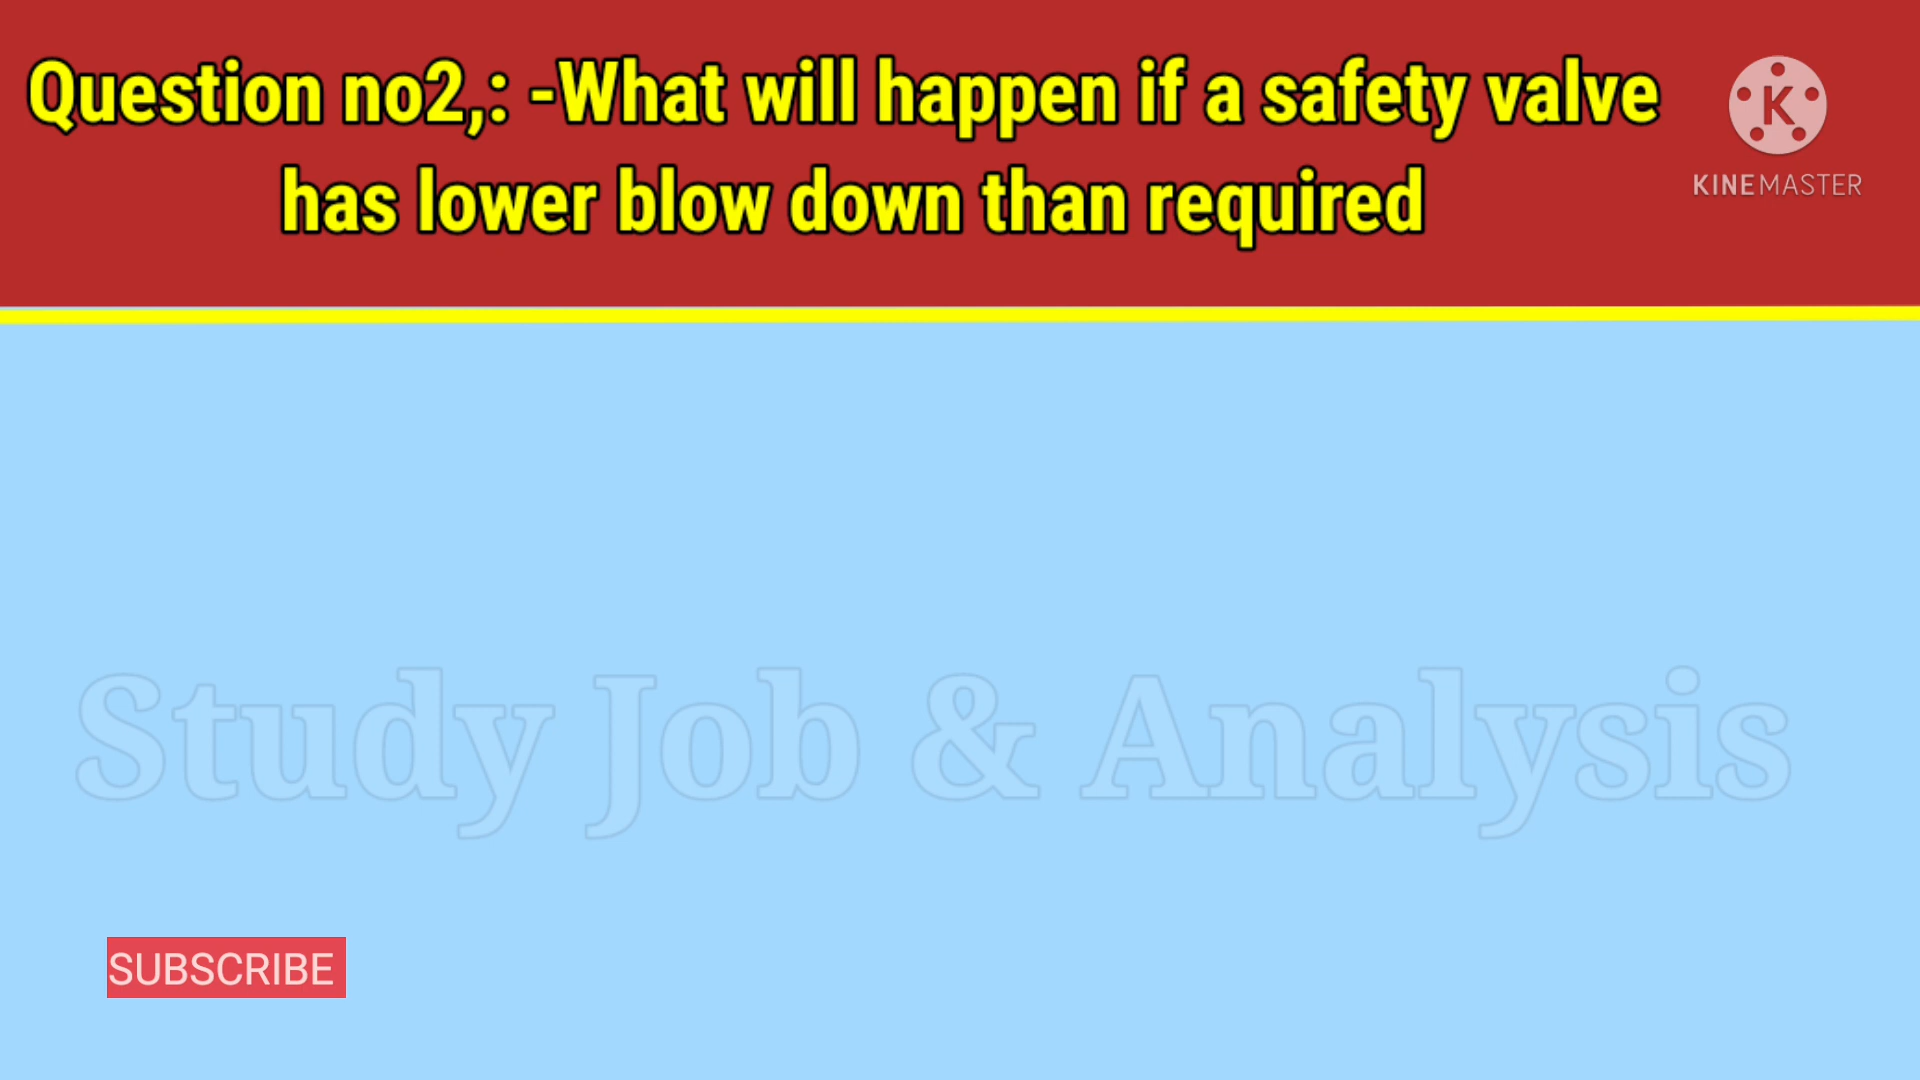 Question no2,: -What will happen if a safety valve
has lower blow down than required
K
KINEMASTER
Study Job & Analysis
SUBSCRIBE